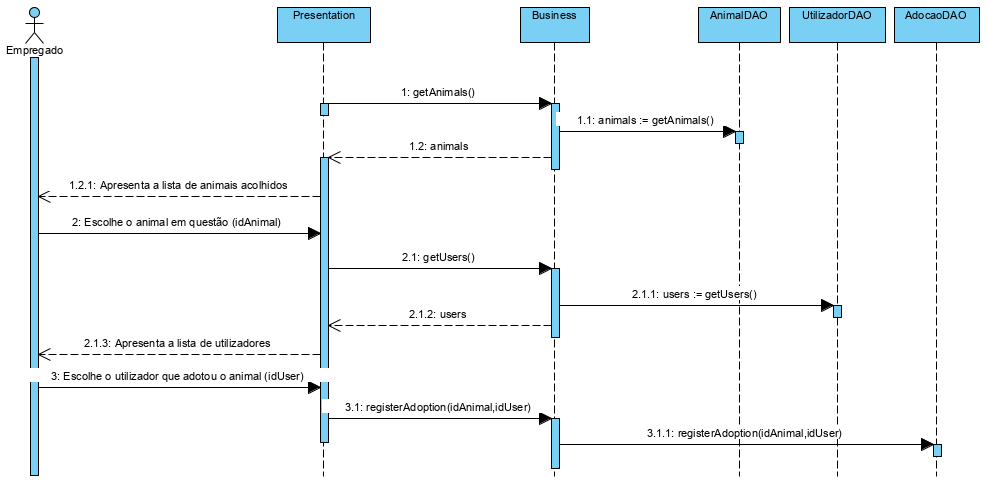 Empregado
Presentation
Business
AnimalDAO
UtilizadorDAO
AdocaoDAO
1: getAnimals()
1.1: animals := getAnimals()
1.2: animals
1.2.1: Apresenta a lista de animais acolhidos
2: Escolhe o animal em questão (idAnimal)
2.1: getUsers()
2.1.1: users := getUsers()
2.1.2: users
2.1.3: Apresenta a lista de utilizadores
3: Escolhe o utilizador que adotou o animal (idUser)
3.1: registerAdoption(idAnimal,idUser)
3.1.1: registerAdoption(idAnimal,idUser)